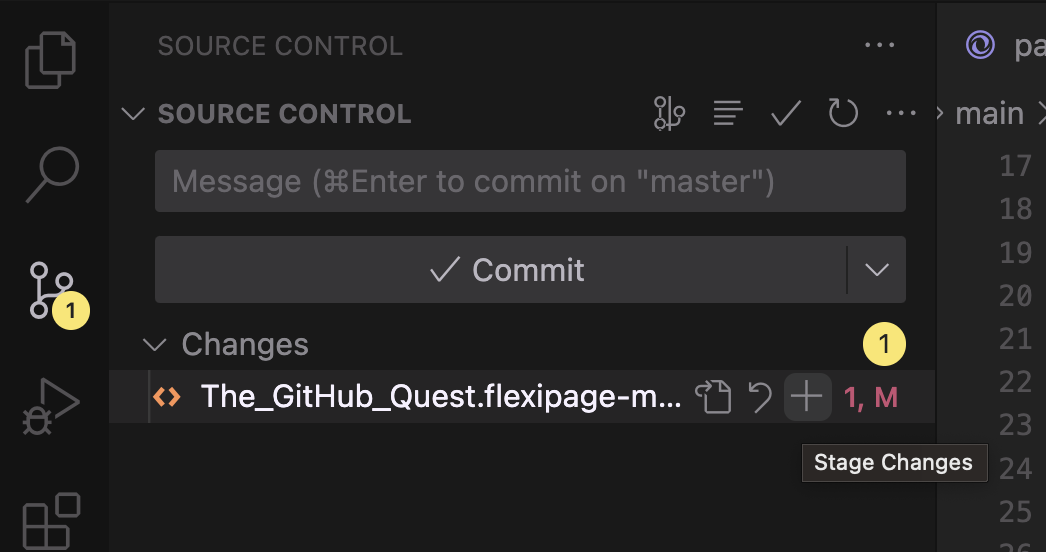 SOURCE CONTROL
pa
SOURCE CONTROL
main
Message (⌘Enter to commit on "master")
Commit
1
Changes
1
The_GitHub_Quest.flexipage-m...
1, M
Stage Changes
17
18
19
20
21
22
23
24
25
26